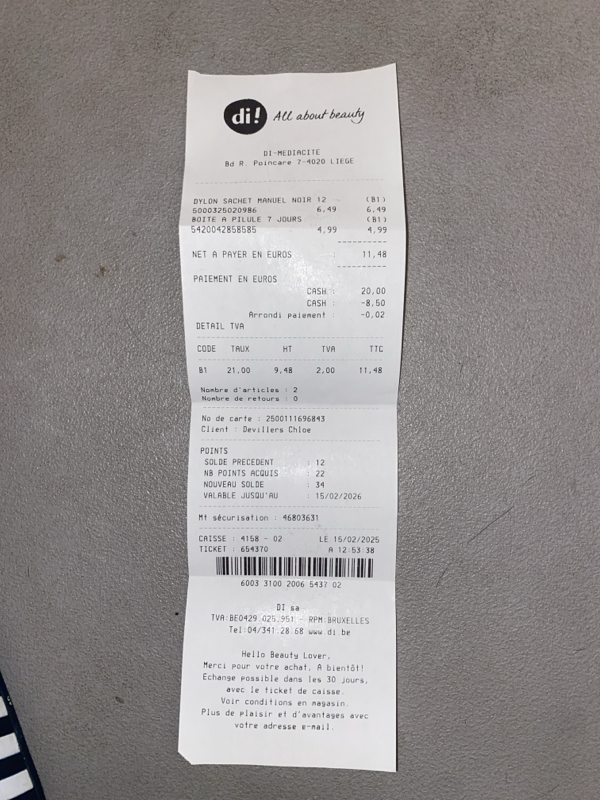 di! All about beauty
DI-MEDIACITE
Bd R. Poincare 7-4020 LIEGE
DYLON SACHET MANUEL NOIR 12 (B1)
5000325020986 6,49 6,49
BOITE A PILULE 7 JOURS (B1)
5420042858585 4,99 4,99
NET A PAYER EN EUROS : 11,48
PAIEMENT EN EUROS
CASH : 20,00
CASH : -8,50
Arrondi paiement : -0,02
DETAIL TVA
CODE TAUX HT TVA TTC
B1 21,00 9,48 2,00 11,48
Nombre d'articles : 2
Nombre de retours : 0
No de carte : 2500111696843
Client : Devillers Chloe
POINTS
SOLDE PRECEDENT : 12
NB POINTS ACQUIS : 22
NOUVEAU SOLDE : 34
VALABLE JUSQU'AU : 15/02/2026
Mt sécurisation : 46803631
CAISSE : 4158 - 02 LE 15/02/2025
TICKET : 654370 A 12:53:38
6003 3100 2006 5437 02
DI sa
TVA:BE0429.025.951 - RPM:BRUXELLES
Tel:04/341.28.68 www.di.be
Hello Beauty Lover,
Merci pour votre achat, A bientôt!
Echange possible dans les 30 jours,
avec le ticket de caisse.
Voir conditions en magasin.
Plus de plaisir et d'avantages avec
votre adresse e-mail.